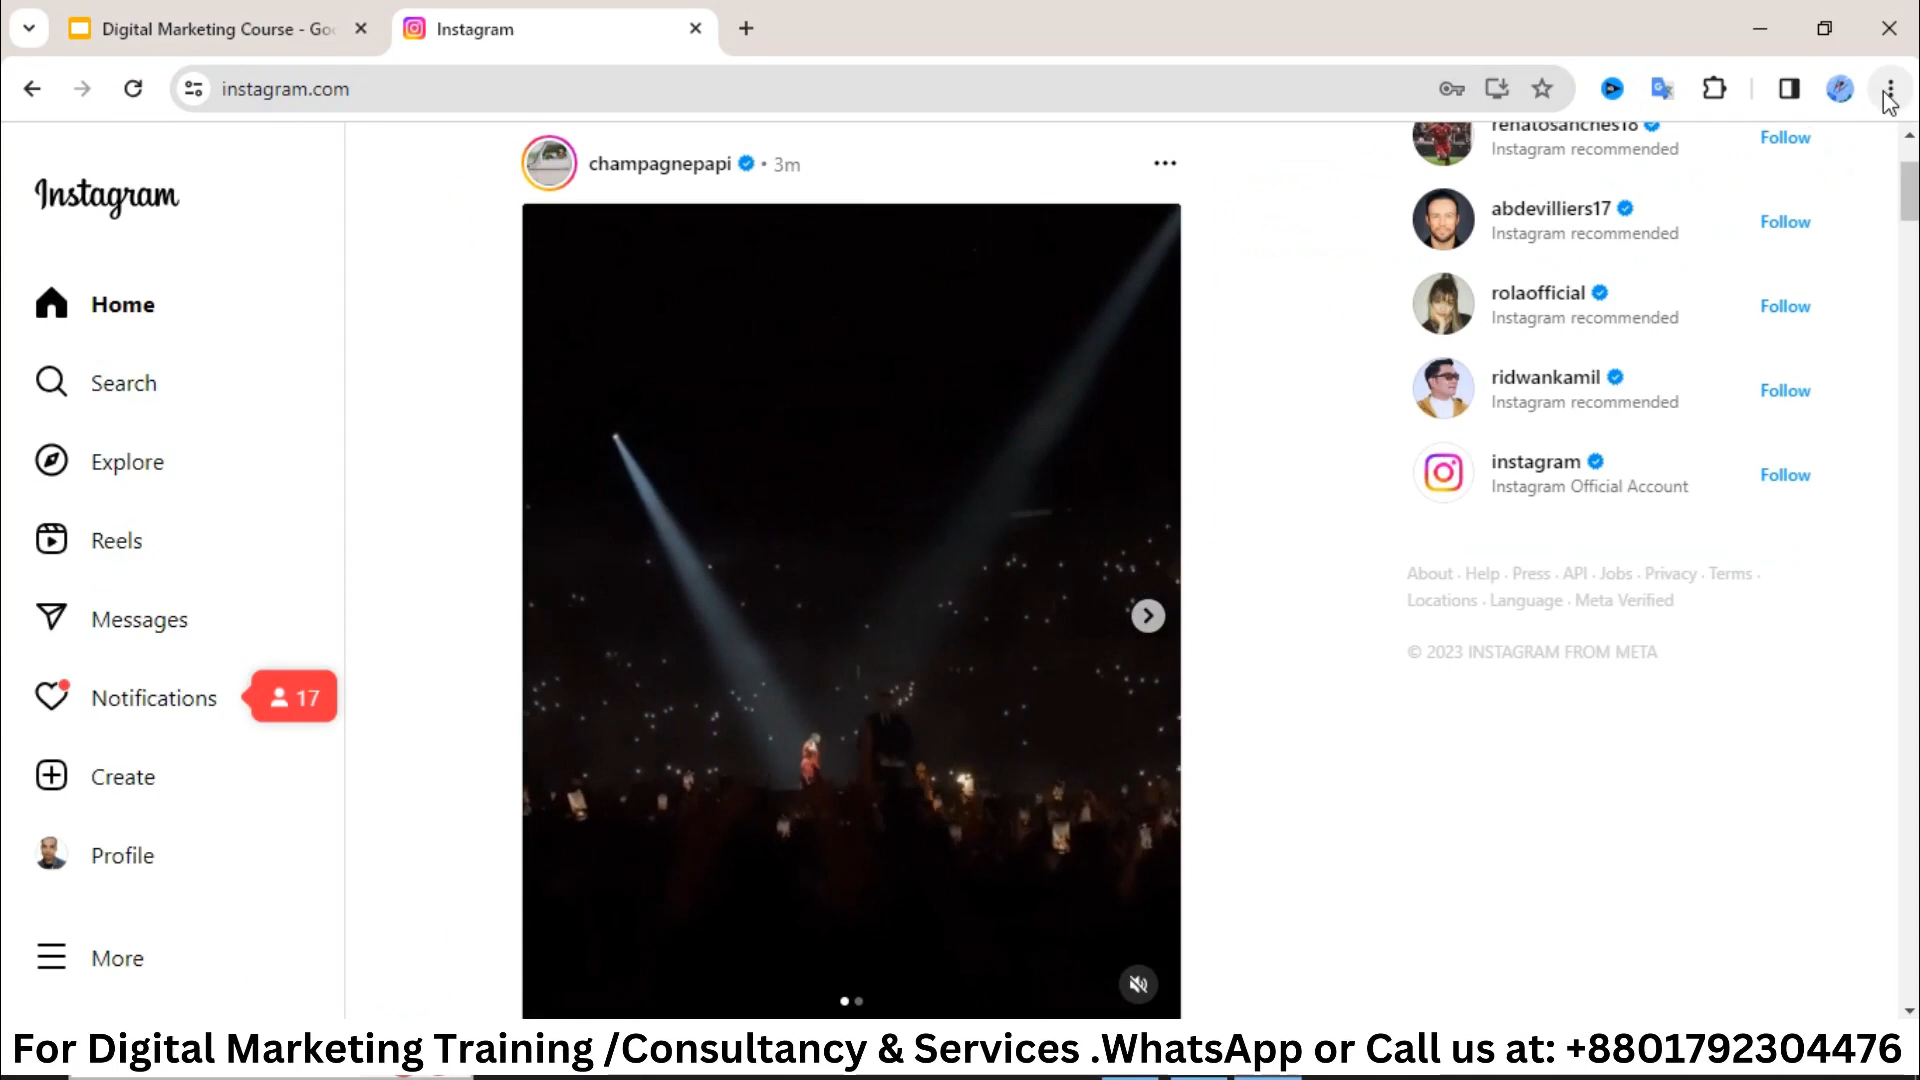 Digital Marketing Course - Goo
Instagram
instagram.com
Instagram
Home
Search
Explore
Reels
Messages
Notifications
17
Create
Profile
More
champagnepapi • 3m
renatosanches18
Instagram recommended
Follow
abdevilliers17
Instagram recommended
Follow
rolaofficial
Instagram recommended
Follow
ridwankamil
Instagram recommended
Follow
instagram
Instagram Official Account
Follow
About · Help · Press · API · Jobs · Privacy · Terms ·
Locations · Language · Meta Verified
© 2023 INSTAGRAM FROM META
For Digital Marketing Training /Consultancy & Services .WhatsApp or Call us at: +8801792304476